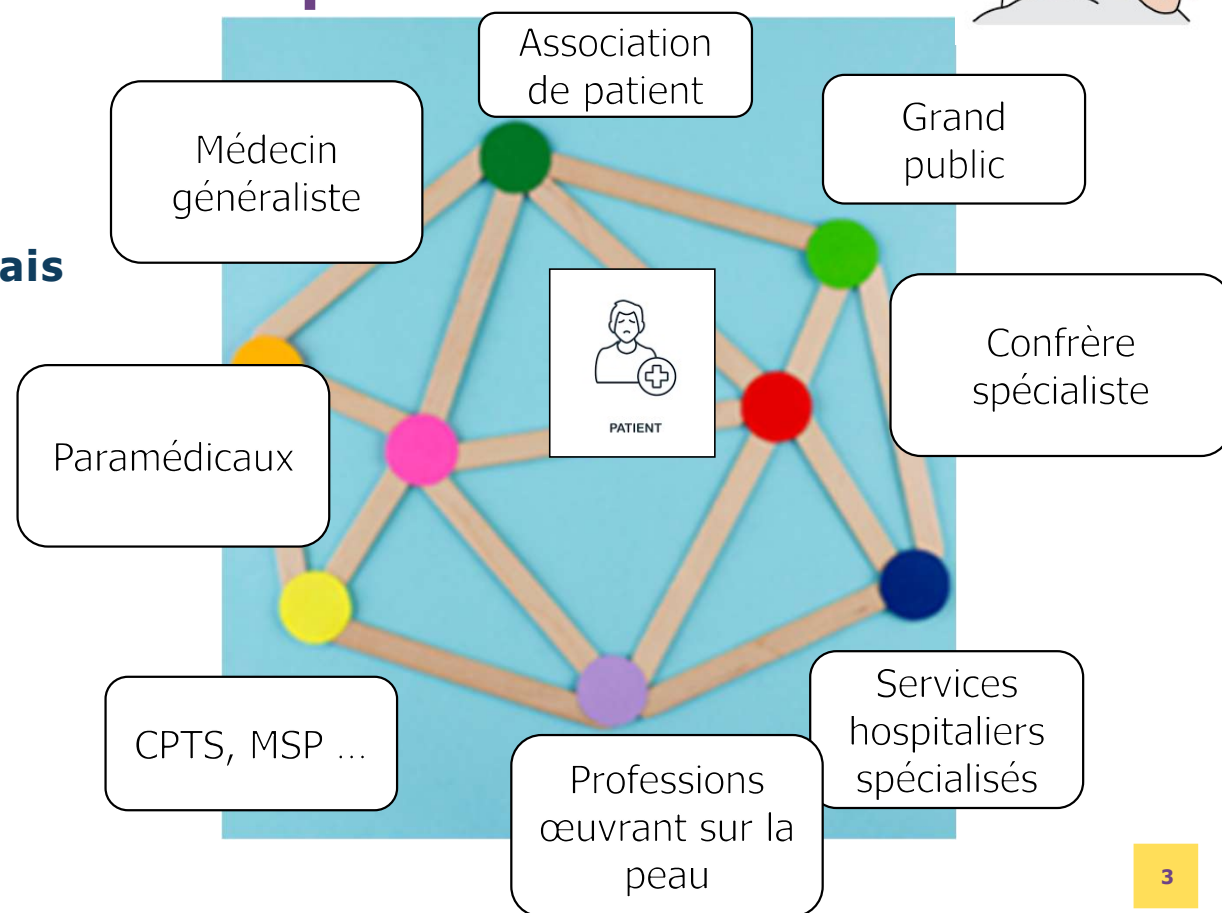 Association
de patient
Grand
public
Médecin
généraliste
ais
Confrère
spécialiste
PATIENT
Paramédicaux
Services
hospitaliers
spécialisés
CPTS, MSP ...
Professions
œuvrant sur la
peau
3